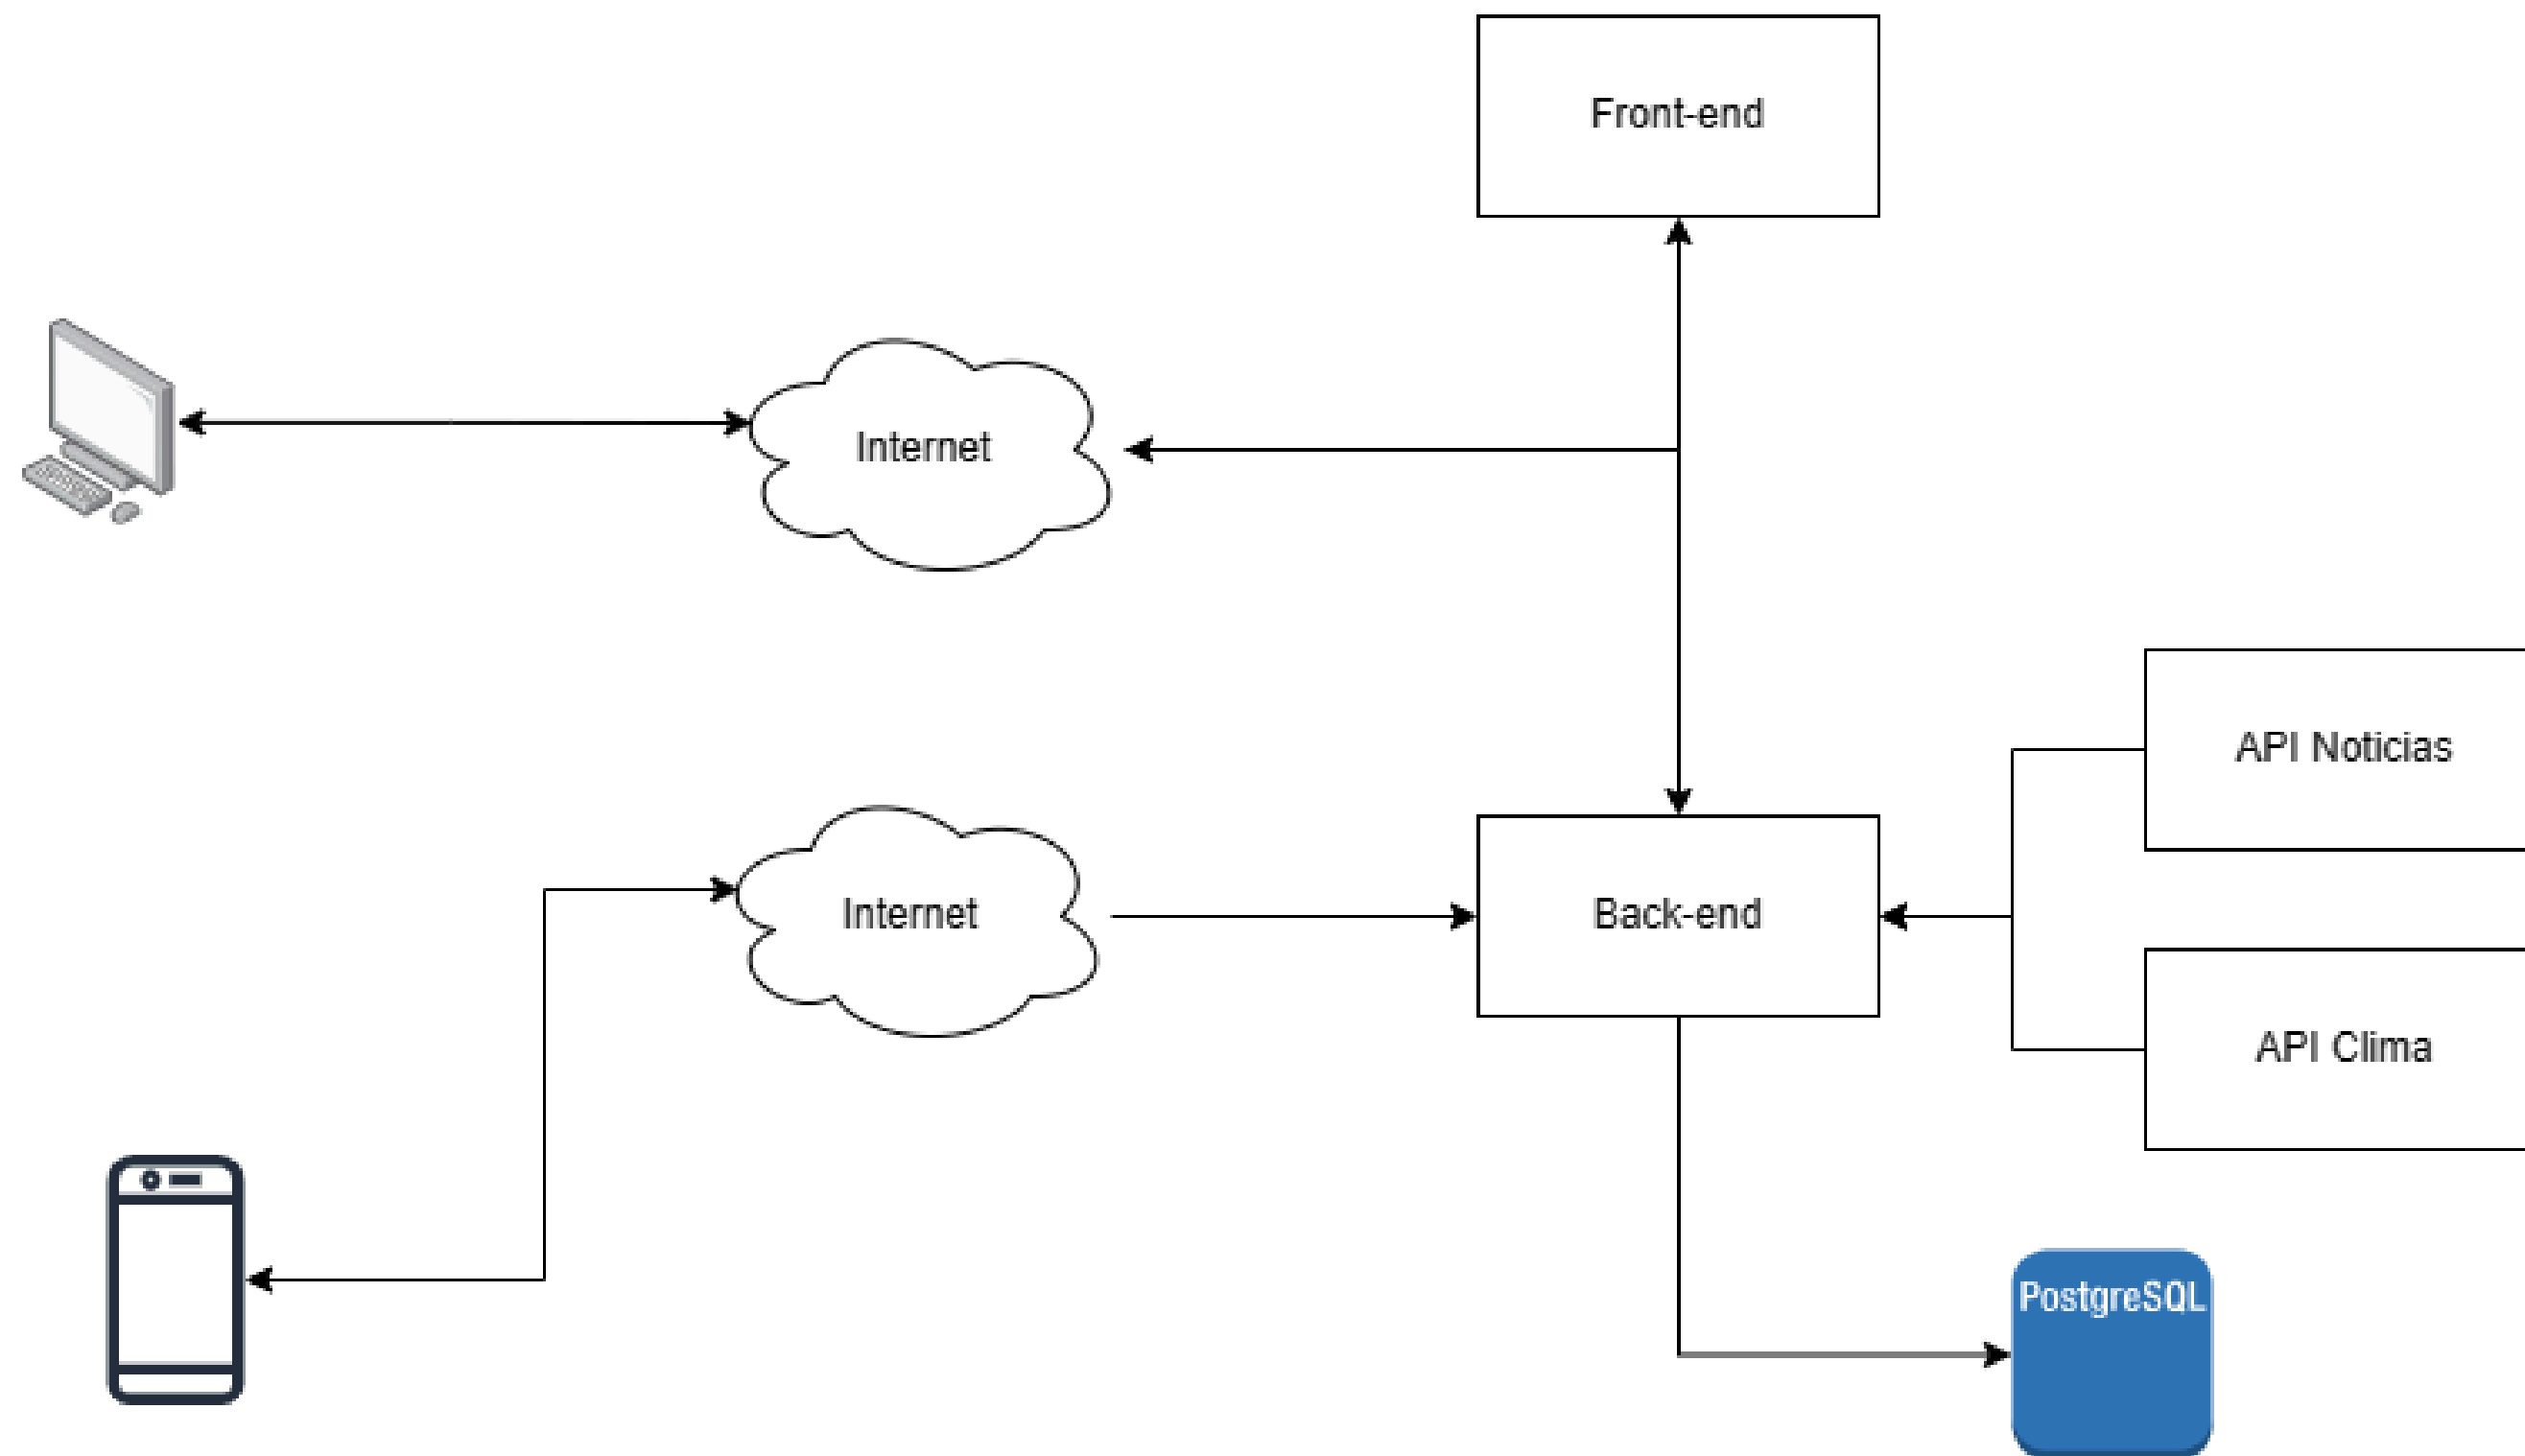 Front-end
Internet
API Noticias
Internet
Back-end
API Clima
PostgreSQL